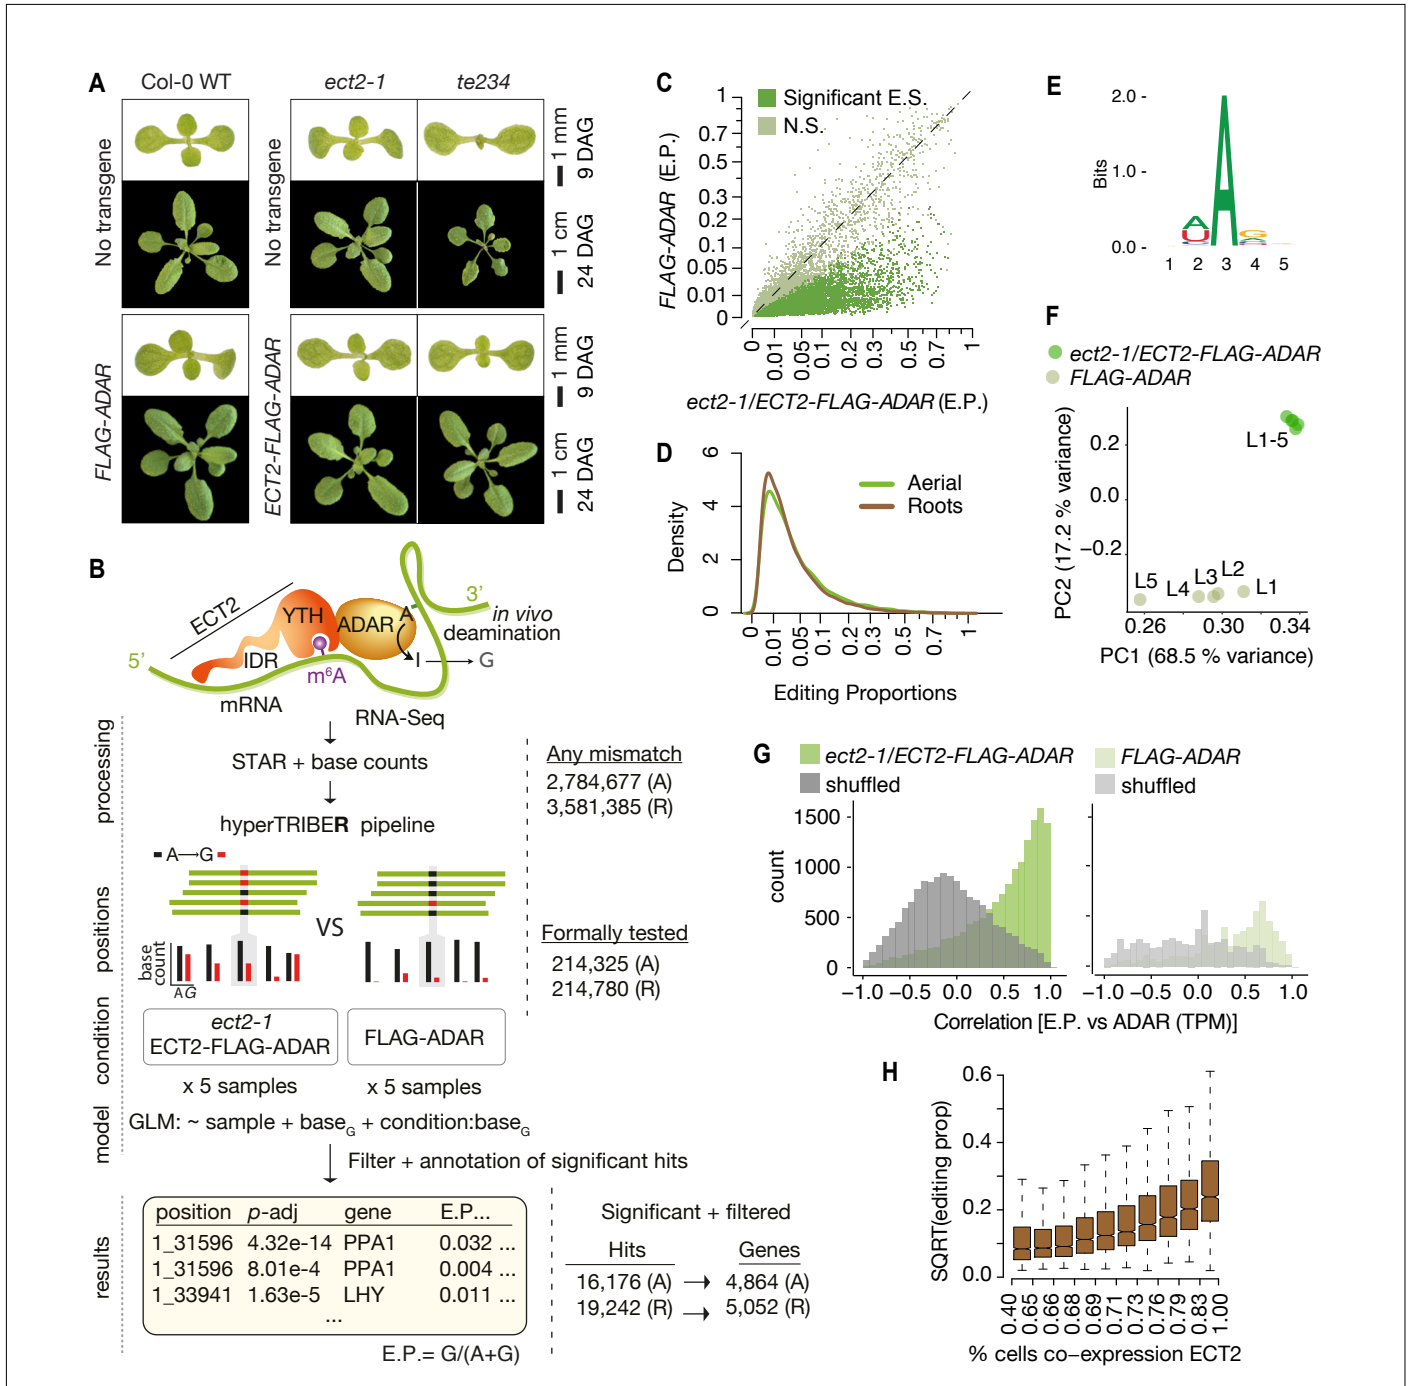 A
Col-0 WT
ect2-1
te234
No transgene
No transgene
1 mm
9 DAG
1 cm
24 DAG
FLAG-ADAR
ECT2-FLAG-ADAR
1 mm
9 DAG
1 cm
24 DAG
B
ECT2
YTH
ADAR
A
3’
in vivo
deamination
5’
IDR
I
G
m⁶A
mRNA
RNA-Seq
processing
STAR + base counts
hyperTRIBER pipeline
Any mismatch
2,784,677 (A)
3,581,385 (R)
positions
A
G
VS
base
count
A G
Formally tested
214,325 (A)
214,780 (R)
condition
ect2-1
ECT2-FLAG-ADAR
FLAG-ADAR
x 5 samples
x 5 samples
model
GLM: ~ sample + baseG + condition:baseG
Filter + annotation of significant hits
results
position p-adj gene E.P...
1_31596 4.32e-14 PPA1 0.032 ...
1_31596 8.01e-4 PPA1 0.004 ...
1_33941 1.63e-5 LHY 0.011 ...
...
E.P.= G/(A+G)
Significant + filtered
Hits Genes
16,176 (A) 4,864 (A)
19,242 (R) 5,052 (R)
C
Significant E.S.
N.S.
FLAG-ADAR (E.P.)
1
0.7
0.5
0.3
0.2
0.1
0.05
0.01
0
0
0.01
0.05
0.1
0.2
0.3
0.5
0.7
1
ect2-1/ECT2-FLAG-ADAR (E.P.)
D
Density
6
4
2
0
Aerial
Roots
0
0.01
0.05
0.1
0.2
0.3
0.5
0.7
1
Editing Proportions
E
Bits
2.0
1.0
0.0
A
U
A
G
A
1 2 3 4 5
F
ect2-1/ECT2-FLAG-ADAR
FLAG-ADAR
PC2 (17.2 % variance)
0.2
0.0
−0.2
L1-5
L5
L4
L3
L2
L1
0.26 0.30 0.34
PC1 (68.5 % variance)
G
ect2-1/ECT2-FLAG-ADAR
shuffled
FLAG-ADAR
shuffled
count
1500
1000
500
0
−1.0 −0.5 0.0 0.5 1.0
−1.0 −0.5 0.0 0.5 1.0
Correlation [E.P. vs ADAR (TPM)]
H
SQRT(editing prop)
0.6
0.4
0.2
0.0
0.40
0.65
0.66
0.68
0.69
0.71
0.73
0.76
0.79
0.83
1.00
% cells co−expression ECT2